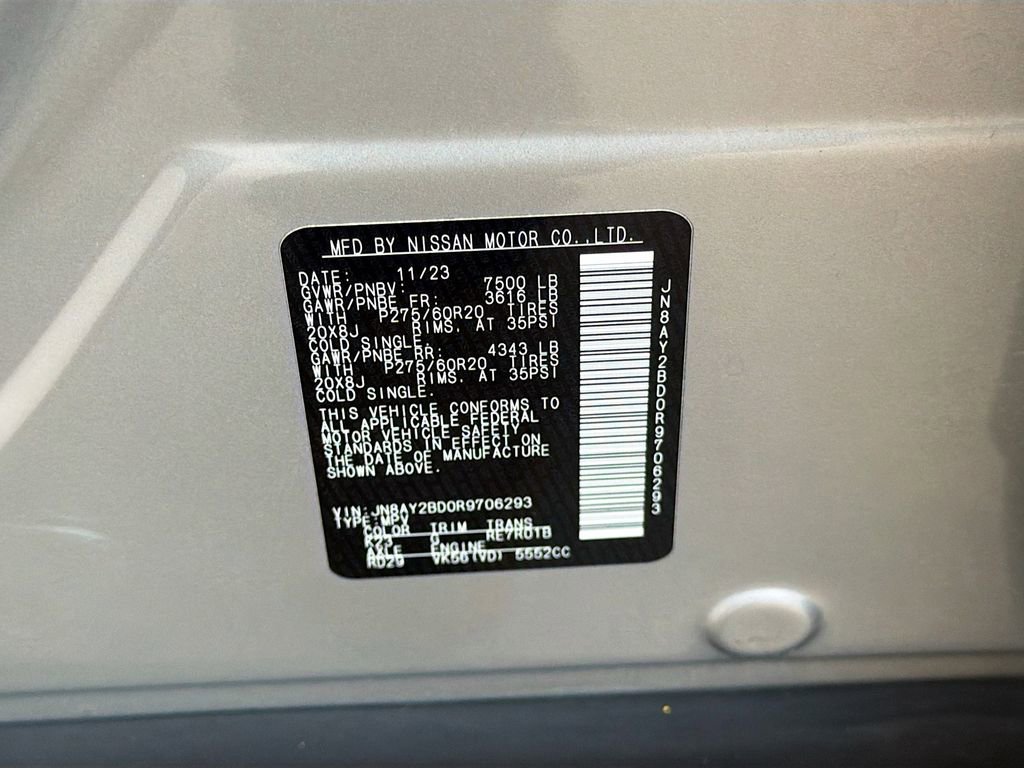 MFD BY NISSAN MOTOR CO.,LTD.
DATE: 11/23
GVWR/PNBV: 7500 LB
GAWR/PNBE FR: 3616 LB
WITH P275/60R20 TIRES
20X8J RIMS. AT 35PSI
COLD SINGLE.
GAWR/PNBE RR: 4343 LB
WITH P275/60R20 TIRES
20X8J RIMS. AT 35PSI
COLD SINGLE.
THIS VEHICLE CONFORMS TO
ALL APPLICABLE FEDERAL
MOTOR VEHICLE SAFETY
STANDARDS IN EFFECT ON
THE DATE OF MANUFACTURE
SHOWN ABOVE.
VIN:JN8AY2BD0R9706293
TYPE:MPV
COLOR TRIM TRANS
K23 G RE7R01B
AXLE ENGINE
RD29 VK56(VD) 5552CC
JN8AY2BD0R9706293